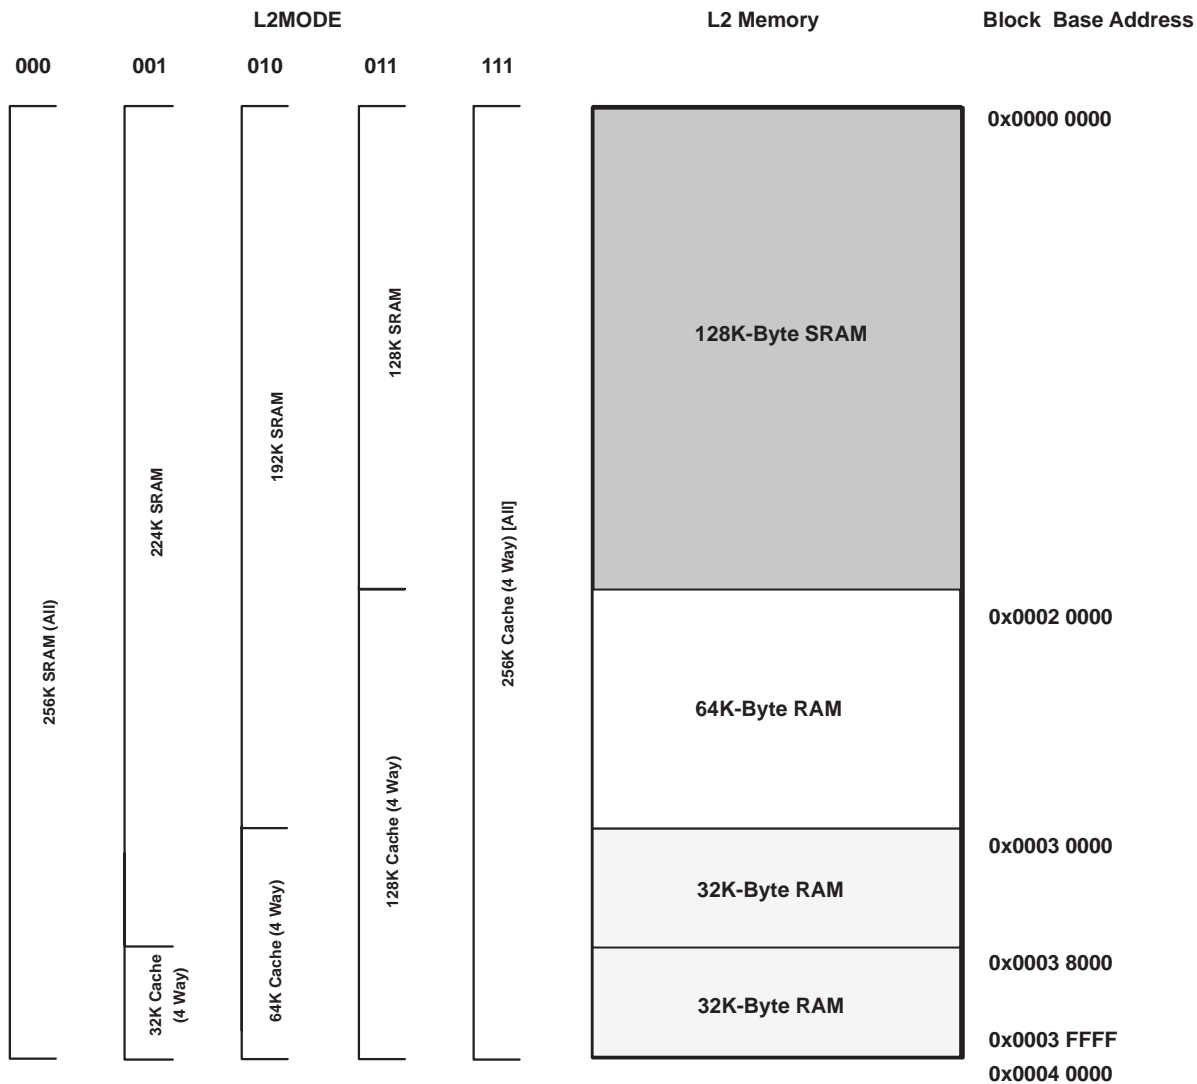 L2MODE L2 Memory Block Base Address
000 001 010 011 111
256K SRAM (All)
224K SRAM
32K Cache
(4 Way)
192K SRAM
64K Cache (4 Way)
128K SRAM
128K Cache (4 Way)
256K Cache (4 Way) [All]
128K-Byte SRAM
64K-Byte RAM
32K-Byte RAM
32K-Byte RAM
0x0000 0000
0x0002 0000
0x0003 0000
0x0003 8000
0x0003 FFFF
0x0004 0000